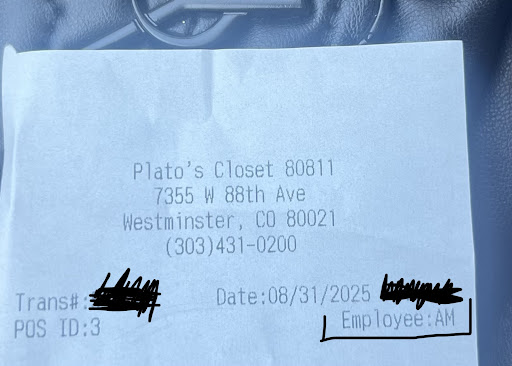 Plato's Closet 80811
7355 W 88th Ave
Westminster, CO 80021
(303)431-0200
Trans#: Date:08/31/2025
POS ID:3 Employee:AM